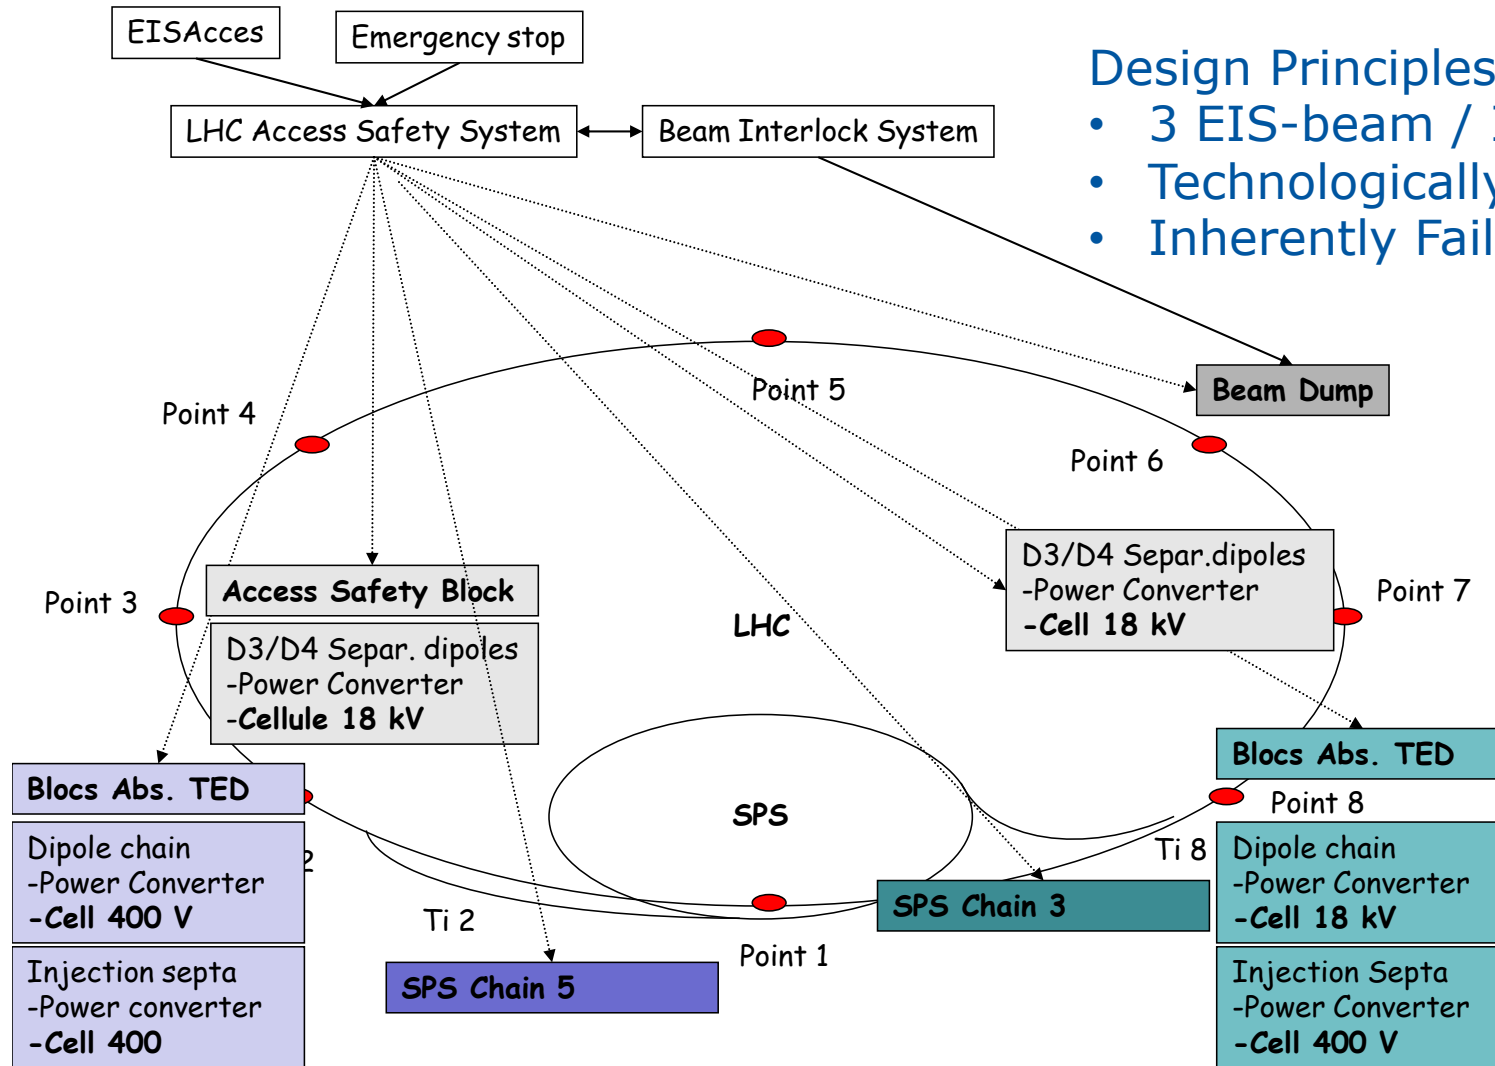 EISAcces
Emergency stop
LHC Access Safety System
Beam Interlock System
Design Principles
• 3 EIS-beam /
• Technologically
• Inherently Fail
Beam Dump
Point 5
Point 4
Point 6
Point 3
Point 7
Access Safety Block
D3/D4 Separ. dipoles
-Power Converter
-Cellule 18 kV
D3/D4 Separ.dipoles
-Power Converter
-Cell 18 kV
LHC
SPS
Blocs Abs. TED
Dipole chain
-Power Converter
-Cell 400 V
Injection septa
-Power converter
-Cell 400
2
Ti 2
SPS Chain 5
Point 1
SPS Chain 3
Ti 8
Blocs Abs. TED
Point 8
Dipole chain
-Power Converter
-Cell 18 kV
Injection Septa
-Power Converter
-Cell 400 V